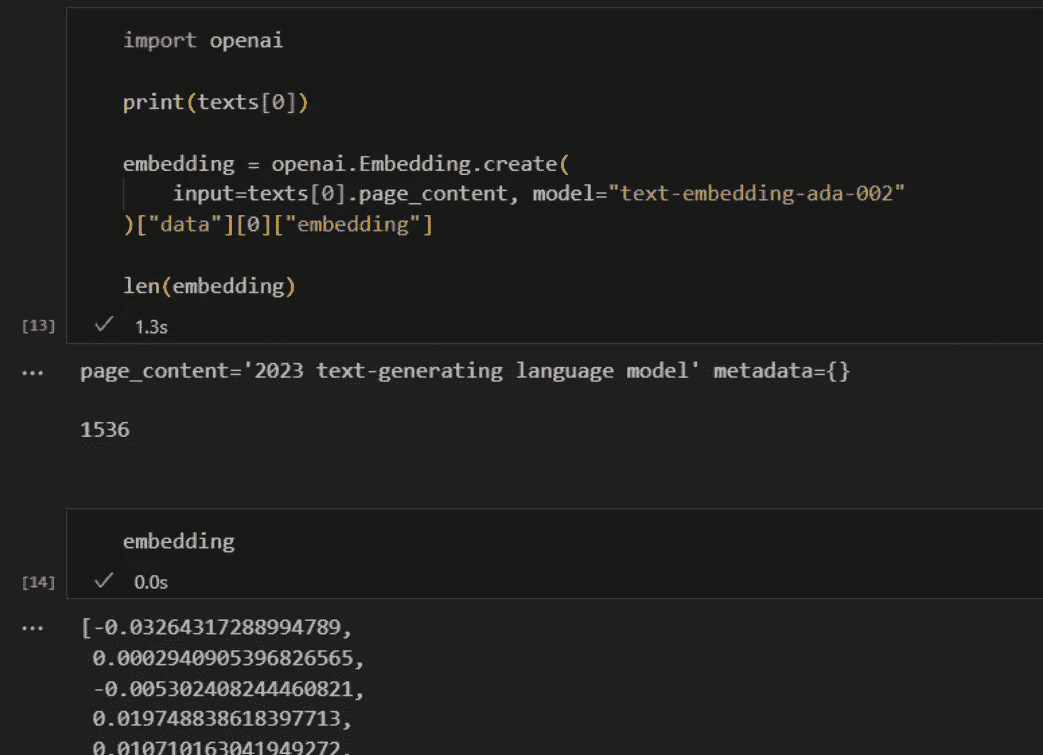 import openai
print(texts[0])
embedding = openai.Embedding.create(
input=texts[0].page_content, model="text-embedding-ada-002"
)["data"][0]["embedding"]
len(embedding)
[13] ✓ 1.3s
... page_content='2023 text-generating language model' metadata={}
1536
embedding
[14] ✓ 0.0s
... [-0.03264317288994789,
0.0002940905396826565,
-0.005302408244460821,
0.019748838618397713,
0.010710163041949272,